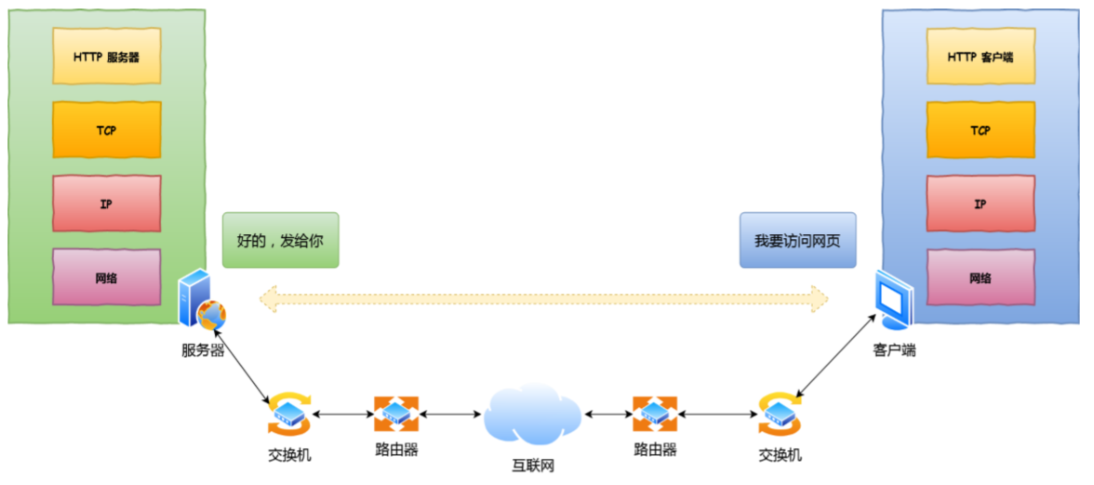 HTTP 服务器
TCP
IP
网络
服务器
好的，发给你
我要访问网页
HTTP 客户端
TCP
IP
网络
客户端
交换机
路由器
互联网
路由器
交换机